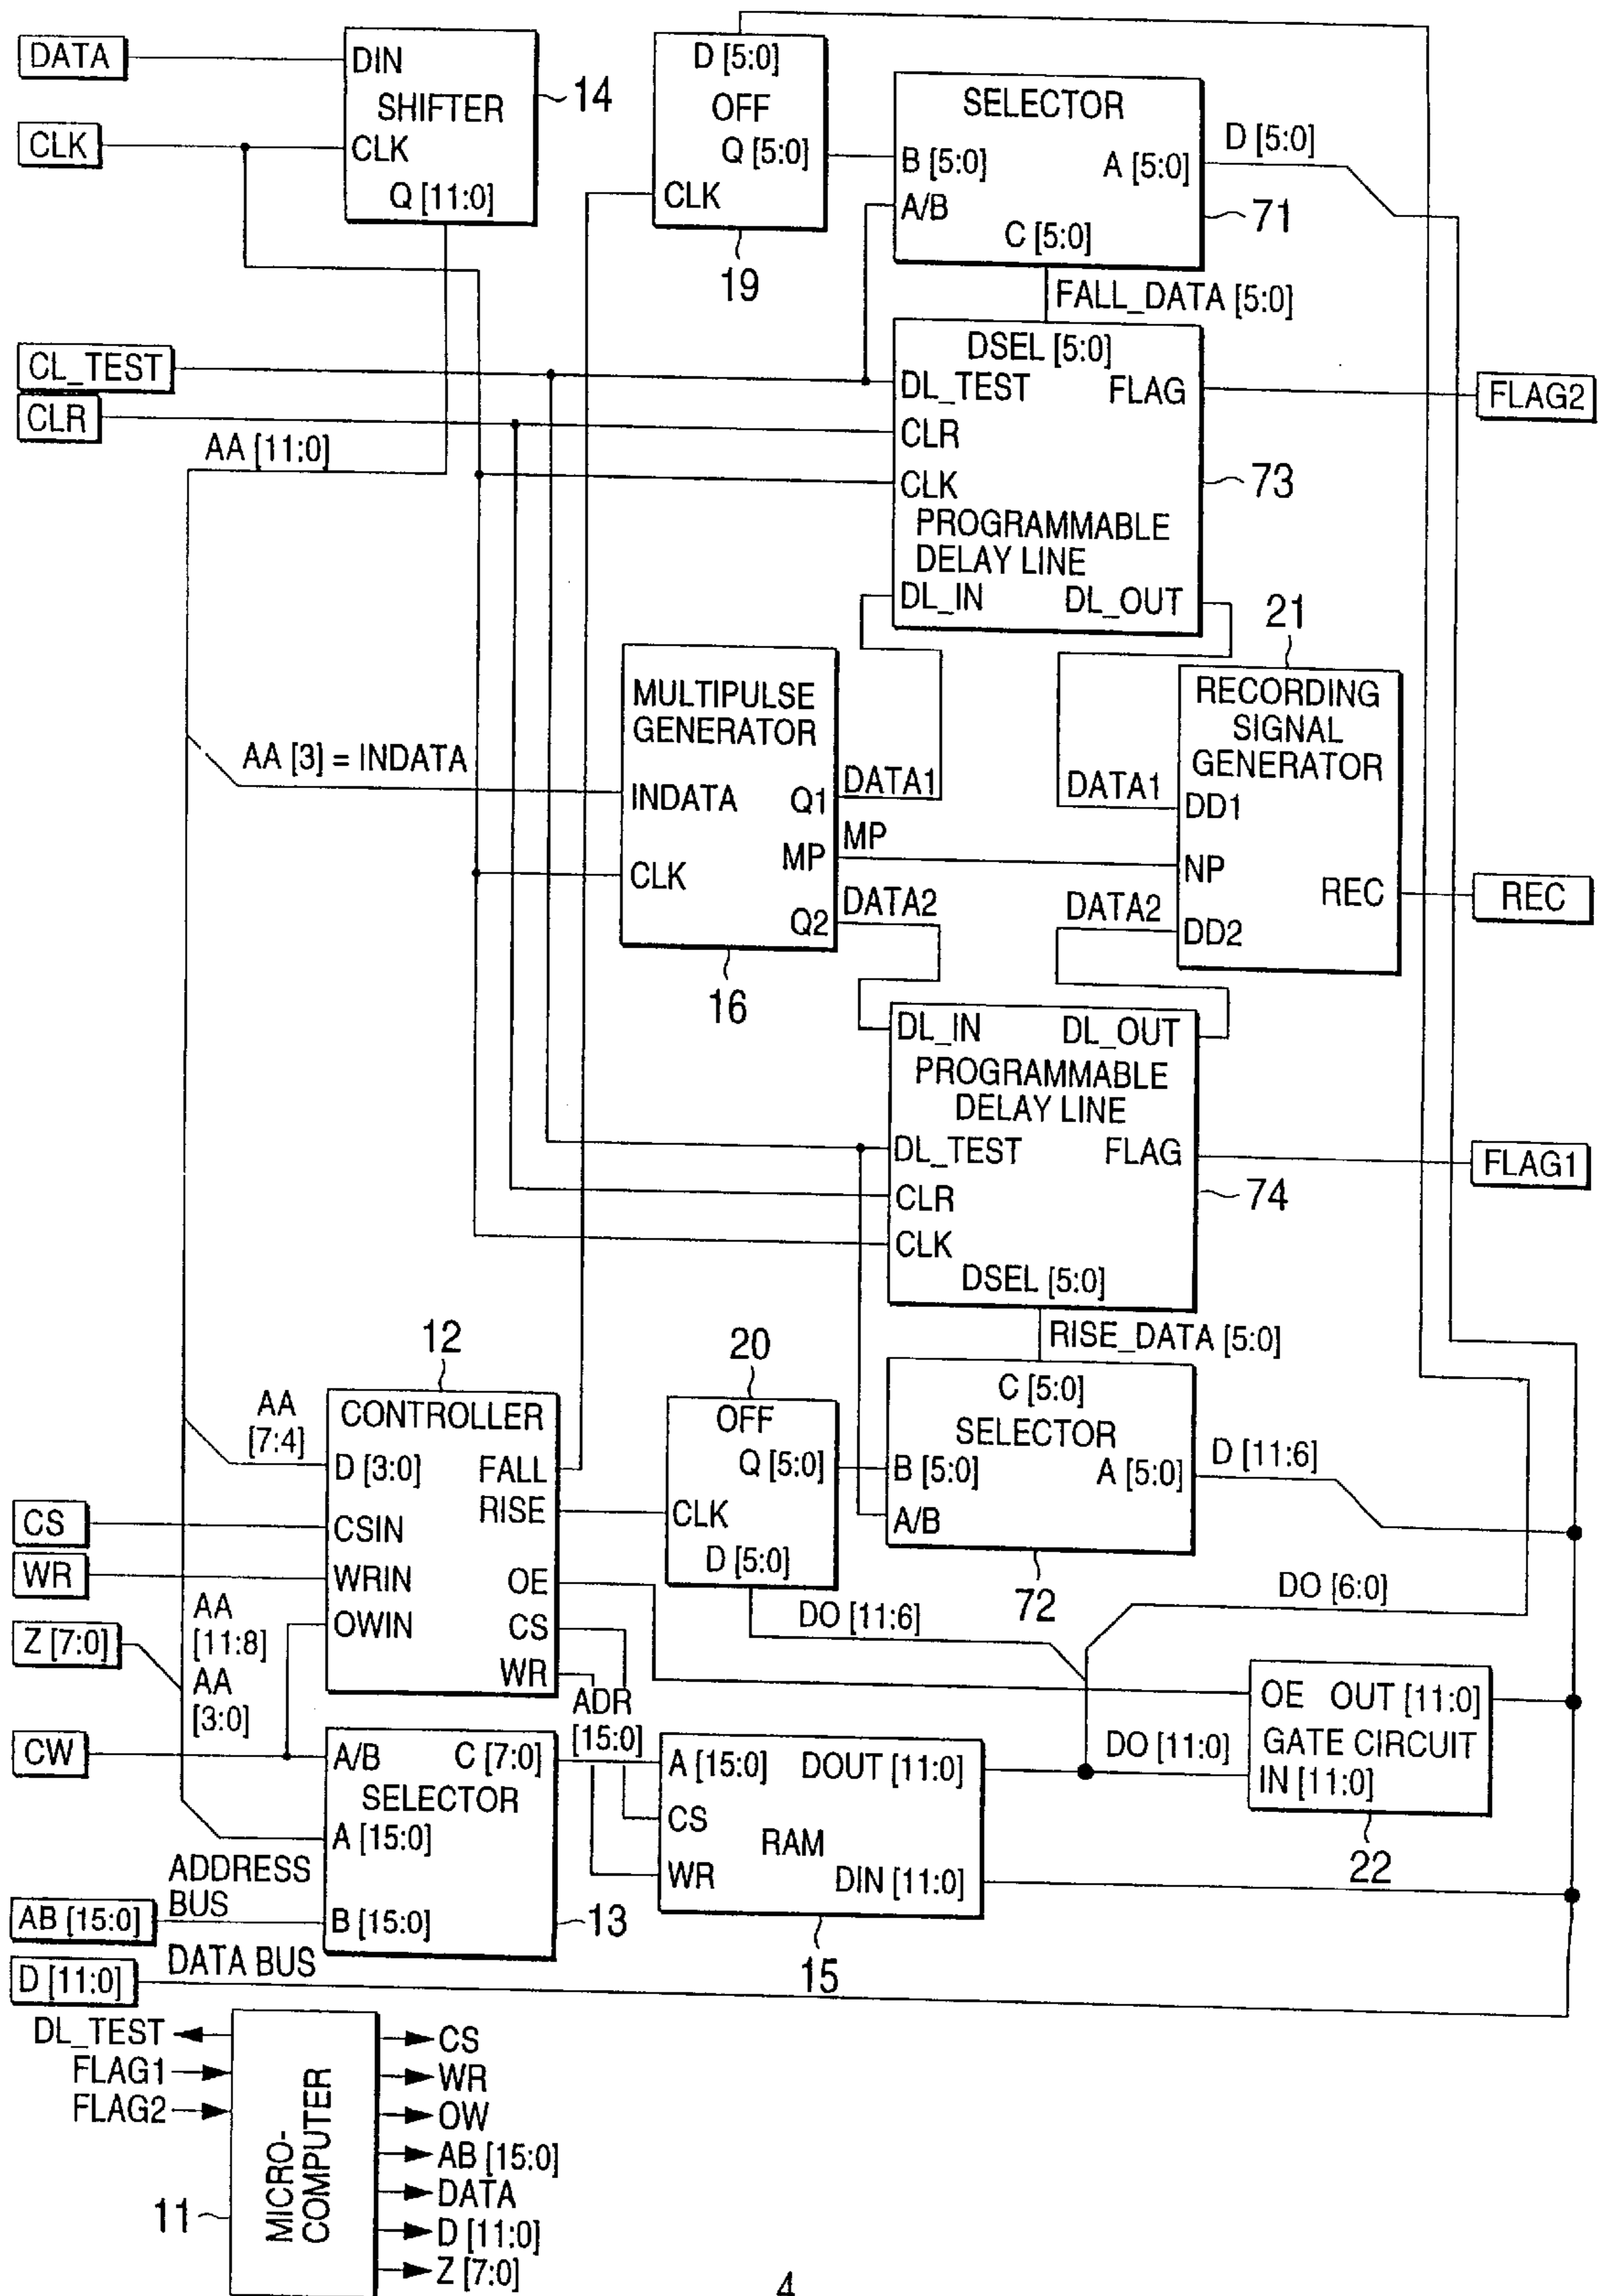 DATA
DIN
SHIFTER
CLK
Q [11:0]
14
CLK
D [5:0]
OFF
Q [5:0]
CLK
19
SELECTOR
B [5:0]
A [5:0]
A/B
C [5:0]
71
D [5:0]
FALL_DATA [5:0]
CL_TEST
CLR
AA [11:0]
DSEL [5:0]
DL_TEST
FLAG
CLR
CLK
PROGRAMMABLE
DELAY LINE
DL_IN
DL_OUT
73
FLAG2
21
MULTIPULSE
GENERATOR
INDATA
Q1
MP
CLK
Q2
16
AA [3] = INDATA
DATA1
MP
DATA2
DATA1
DATA2
RECORDING
SIGNAL
GENERATOR
DD1
NP
REC
DD2
REC
DL_IN
DL_OUT
PROGRAMMABLE
DELAY LINE
DL_TEST
FLAG
CLR
CLK
DSEL [5:0]
74
FLAG1
RISE_DATA [5:0]
12
AA
[7:4]
CONTROLLER
D [3:0]
FALL
RISE
CSIN
WRIN
OE
OWIN
CS
WR
20
OFF
Q [5:0]
CLK
D [5:0]
C [5:0]
SELECTOR
B [5:0]
A [5:0]
A/B
72
D [11:6]
CS
WR
Z [7:0]
AA
[11:8]
AA
[3:0]
CW
DO [11:6]
DO [6:0]
ADR
[15:0]
A/B
C [7:0]
SELECTOR
A [15:0]
B [15:0]
13
A [15:0]
DOUT [11:0]
CS
RAM
WR
DIN [11:0]
15
DO [11:0]
OE
OUT [11:0]
GATE CIRCUIT
IN [11:0]
22
ADDRESS
BUS
AB [15:0]
DATA BUS
D [11:0]
DL_TEST
FLAG1
FLAG2
MICRO-
COMPUTER
11
CS
WR
OW
AB [15:0]
DATA
D [11:0]
Z [7:0]
4